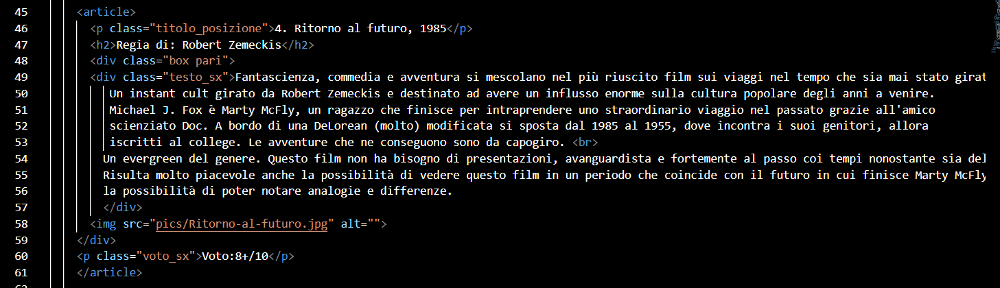 45 <article>
46 <p class="titolo_posizione">4. Ritorno al futuro, 1985</p>
47 <h2>Regia di: Robert Zemeckis</h2>
48 <div class="box pari">
49 <div class="testo_sx">Fantascienza, commedia e avventura si mescolano nel più riuscito film sui viaggi nel tempo che sia mai stato girat
50 Un instant cult girato da Robert Zemeckis e destinato ad avere un influsso enorme sulla cultura popolare degli anni a venire.
51 Michael J. Fox è Marty McFly, un ragazzo che finisce per intraprendere uno straordinario viaggio nel passato grazie all'amico
52 scienziato Doc. A bordo di una DeLorean (molto) modificata si sposta dal 1985 al 1955, dove incontra i suoi genitori, allora
53 iscritti al college. Le avventure che ne conseguono sono da capogiro. <br>
54 Un evergreen del genere. Questo film non ha bisogno di presentazioni, avanguardista e fortemente al passo coi tempi nonostante sia del
55 Risulta molto piacevole anche la possibilità di vedere questo film in un periodo che coincide con il futuro in cui finisce Marty McFly
56 la possibilità di poter notare analogie e differenze.
57 </div>
58 <img src="pics/Ritorno-al-futuro.jpg" alt="">
59 </div>
60 <p class="voto_sx">Voto:8+/10</p>
61 </article>